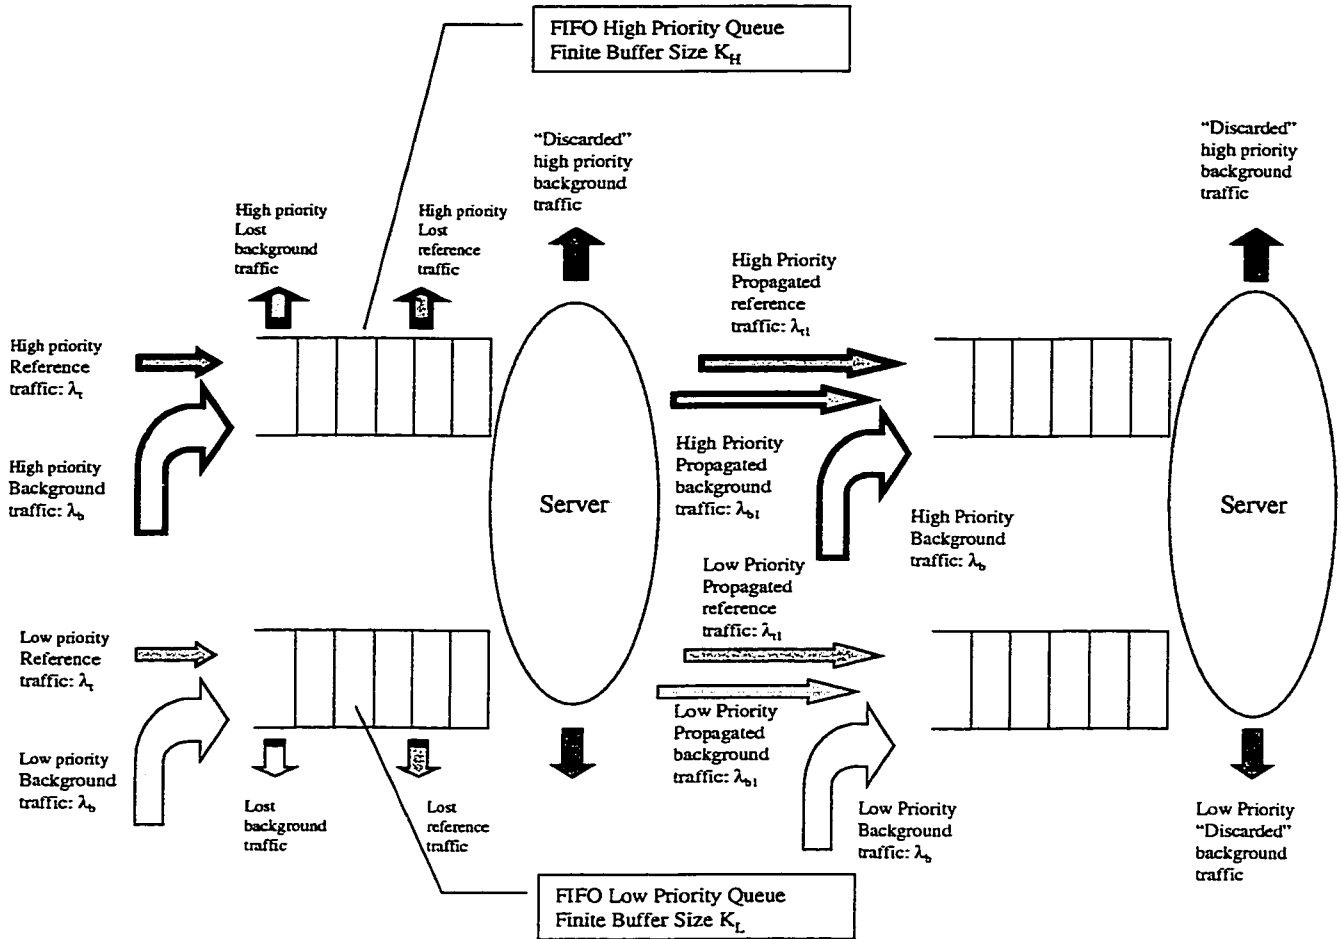 FIFO High Priority Queue
Finite Buffer Size K_H
"Discarded"
high priority
background
traffic
"Discarded"
high priority
background
traffic
High priority
Lost
background
traffic
High priority
Lost
reference
traffic
High Priority
Propagated
reference
traffic: λ_r1
High priority
Reference
traffic: λ_r
High priority
Background
traffic: λ_b
Server
High Priority
Propagated
background
traffic: λ_b1
High Priority
Background
traffic: λ_b
Server
Low Priority
Propagated
reference
traffic: λ_r1
Low priority
Reference
traffic: λ_r
Low priority
Background
traffic: λ_b
Low Priority
Propagated
background
traffic: λ_b1
Lost
background
traffic
Lost
reference
traffic
Low Priority
Background
traffic: λ_b
Low Priority
"Discarded"
background
traffic
FIFO Low Priority Queue
Finite Buffer Size K_L